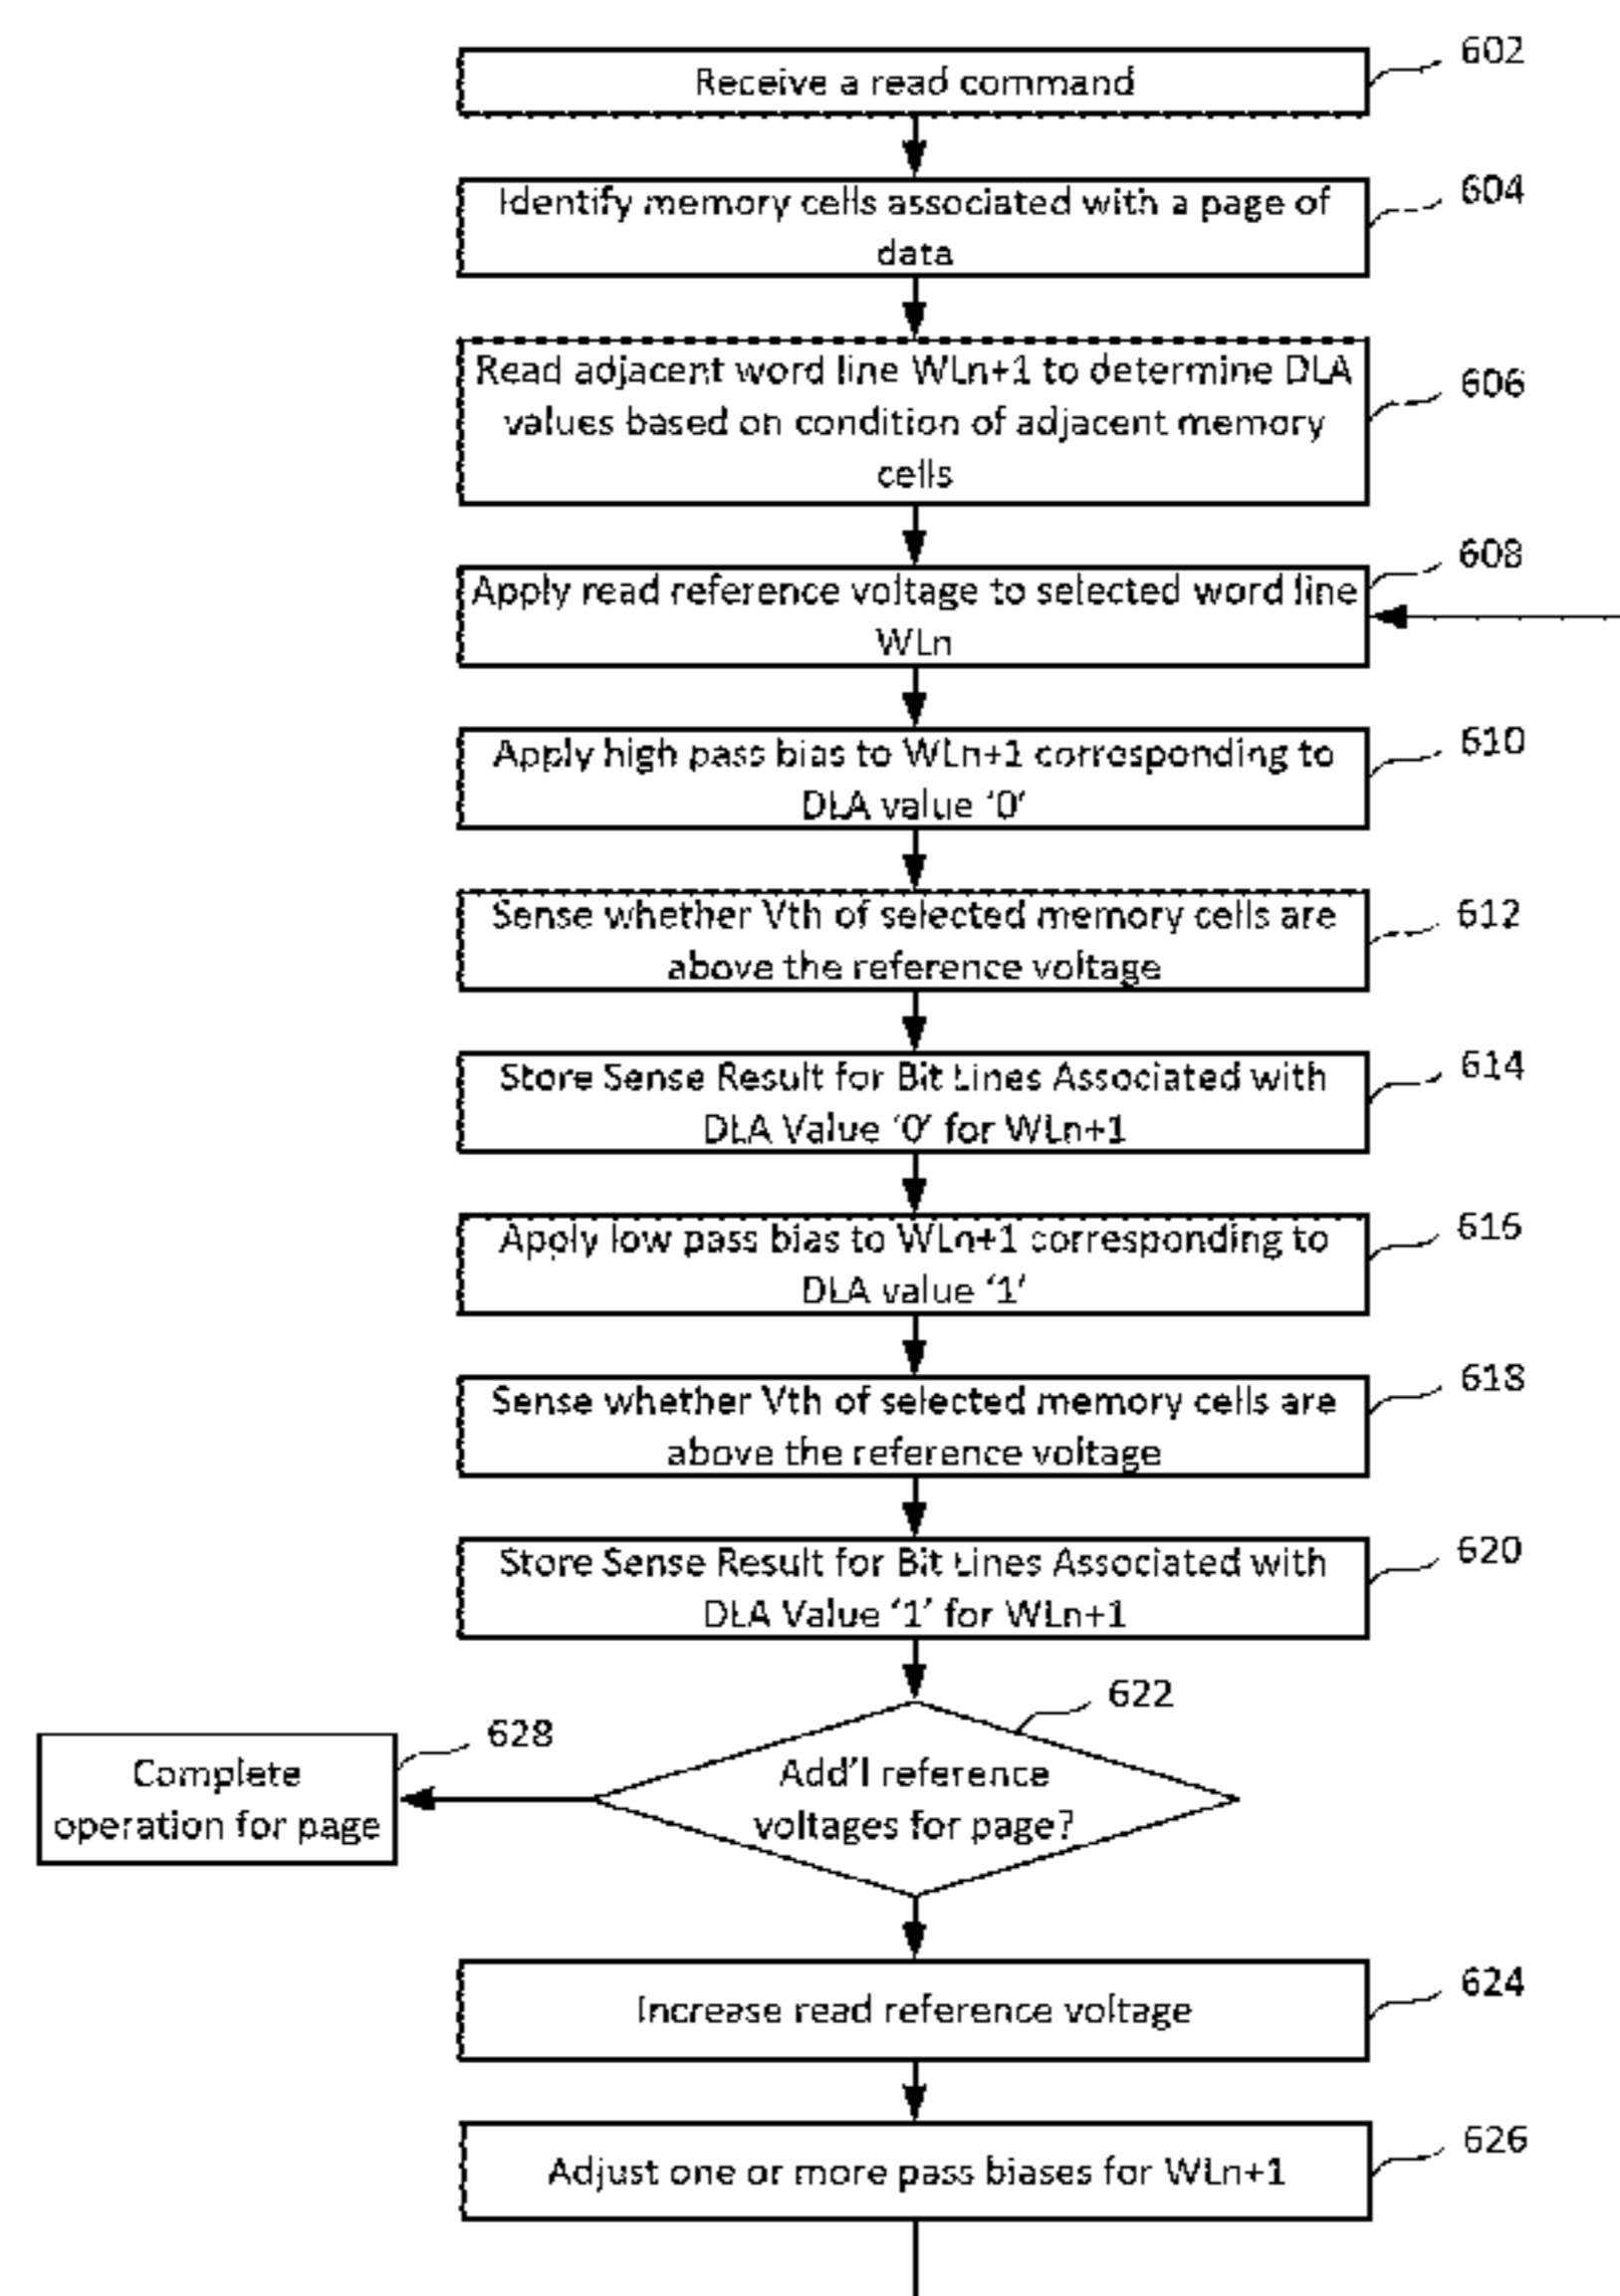 Receive a read command
602
Identify memory cells associated with a page of
data
604
Read adjacent word line WLn+1 to determine DLA
values based on condition of adjacent memory
cells
606
Apply read reference voltage to selected word line
WLn
608
Apply high pass bias to WLn+1 corresponding to
DLA value ‘0’
610
Sense whether Vth of selected memory cells are
above the reference voltage
612
Store Sense Result for Bit Lines Associated with
DLA Value ‘0’ for WLn+1
614
Apply low pass bias to WLn+1 corresponding to
DLA value ‘1’
616
Sense whether Vth of selected memory cells are
above the reference voltage
618
Store Sense Result for Bit Lines Associated with
DLA Value ‘1’ for WLn+1
620
Add’l reference
voltages for page?
622
Complete
operation for page
628
Increase read reference voltage
624
Adjust one or more pass biases for WLn+1
626